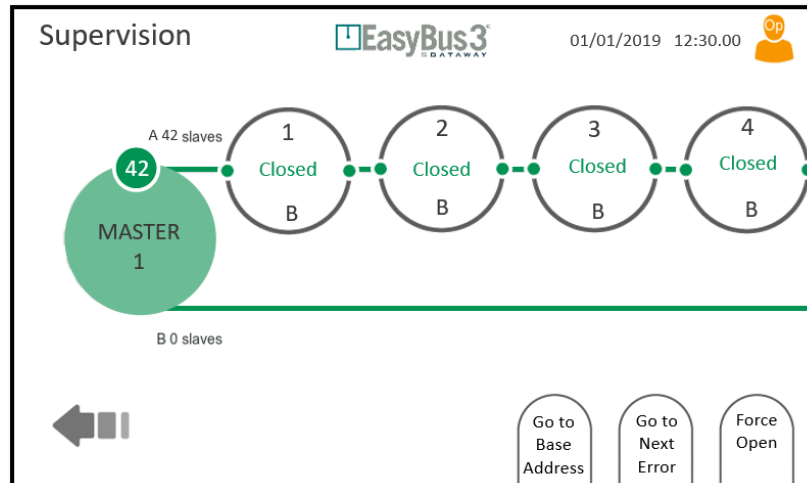 Supervision
EasyBus3
DATAWAY
01/01/2019 12:30.00
Op
A 42 slaves
42
MASTER
1
1
Closed
B
2
Closed
B
3
Closed
B
4
Closed
B
B 0 slaves
Go to
Base
Address
Go to
Next
Error
Force
Open